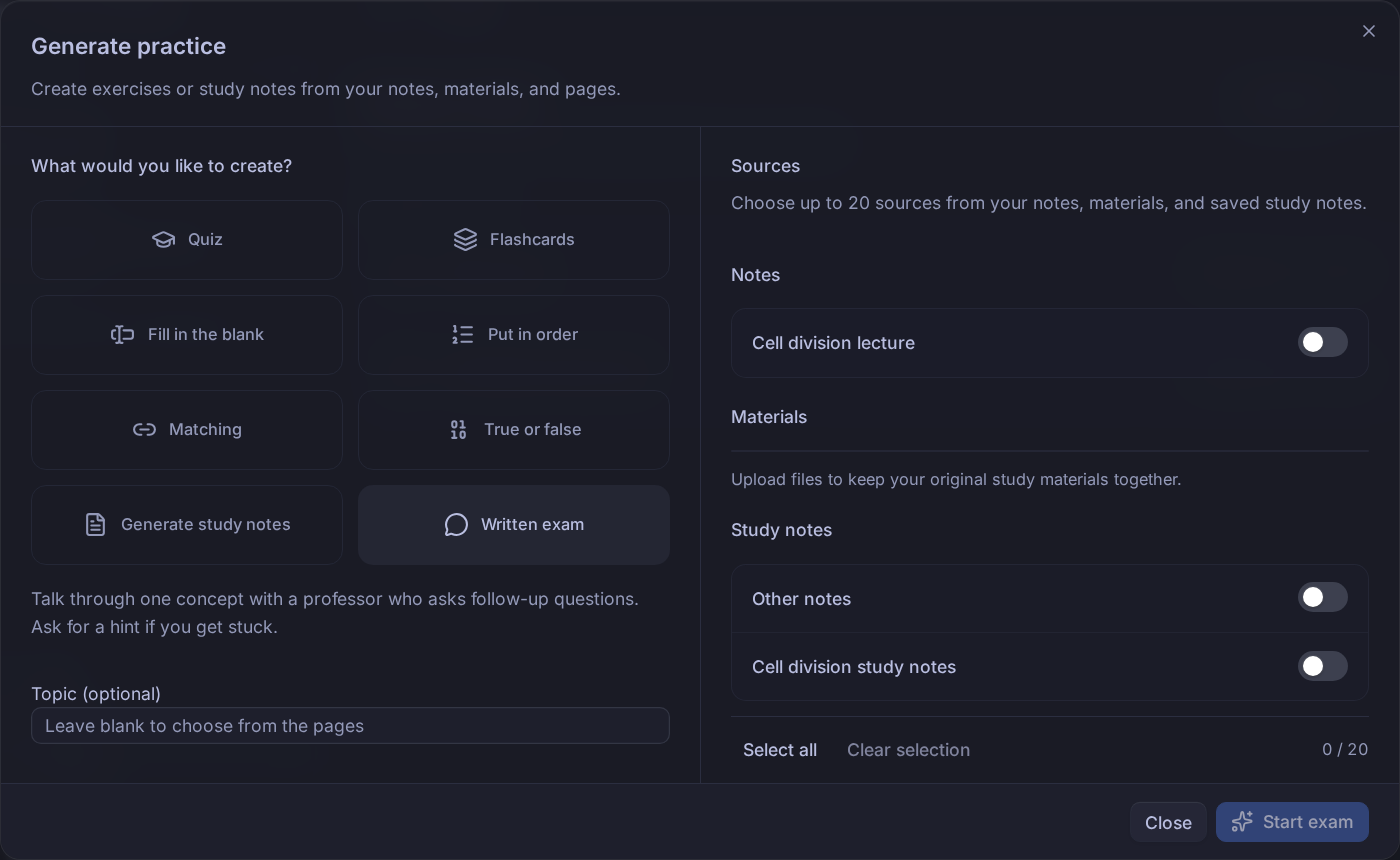 Generate practice
Create exercises or study notes from your notes, materials, and pages.
What would you like to create?
Quiz
Flashcards
Fill in the blank
Put in order
Matching
True or false
Generate study notes
Written exam
Talk through one concept with a professor who asks follow-up questions.
Ask for a hint if you get stuck.
Topic (optional)
Leave blank to choose from the pages
Sources
Choose up to 20 sources from your notes, materials, and saved study notes.
Notes
Cell division lecture
Materials
Upload files to keep your original study materials together.
Study notes
Other notes
Cell division study notes
Select all
Clear selection
0 / 20
Close
Start exam